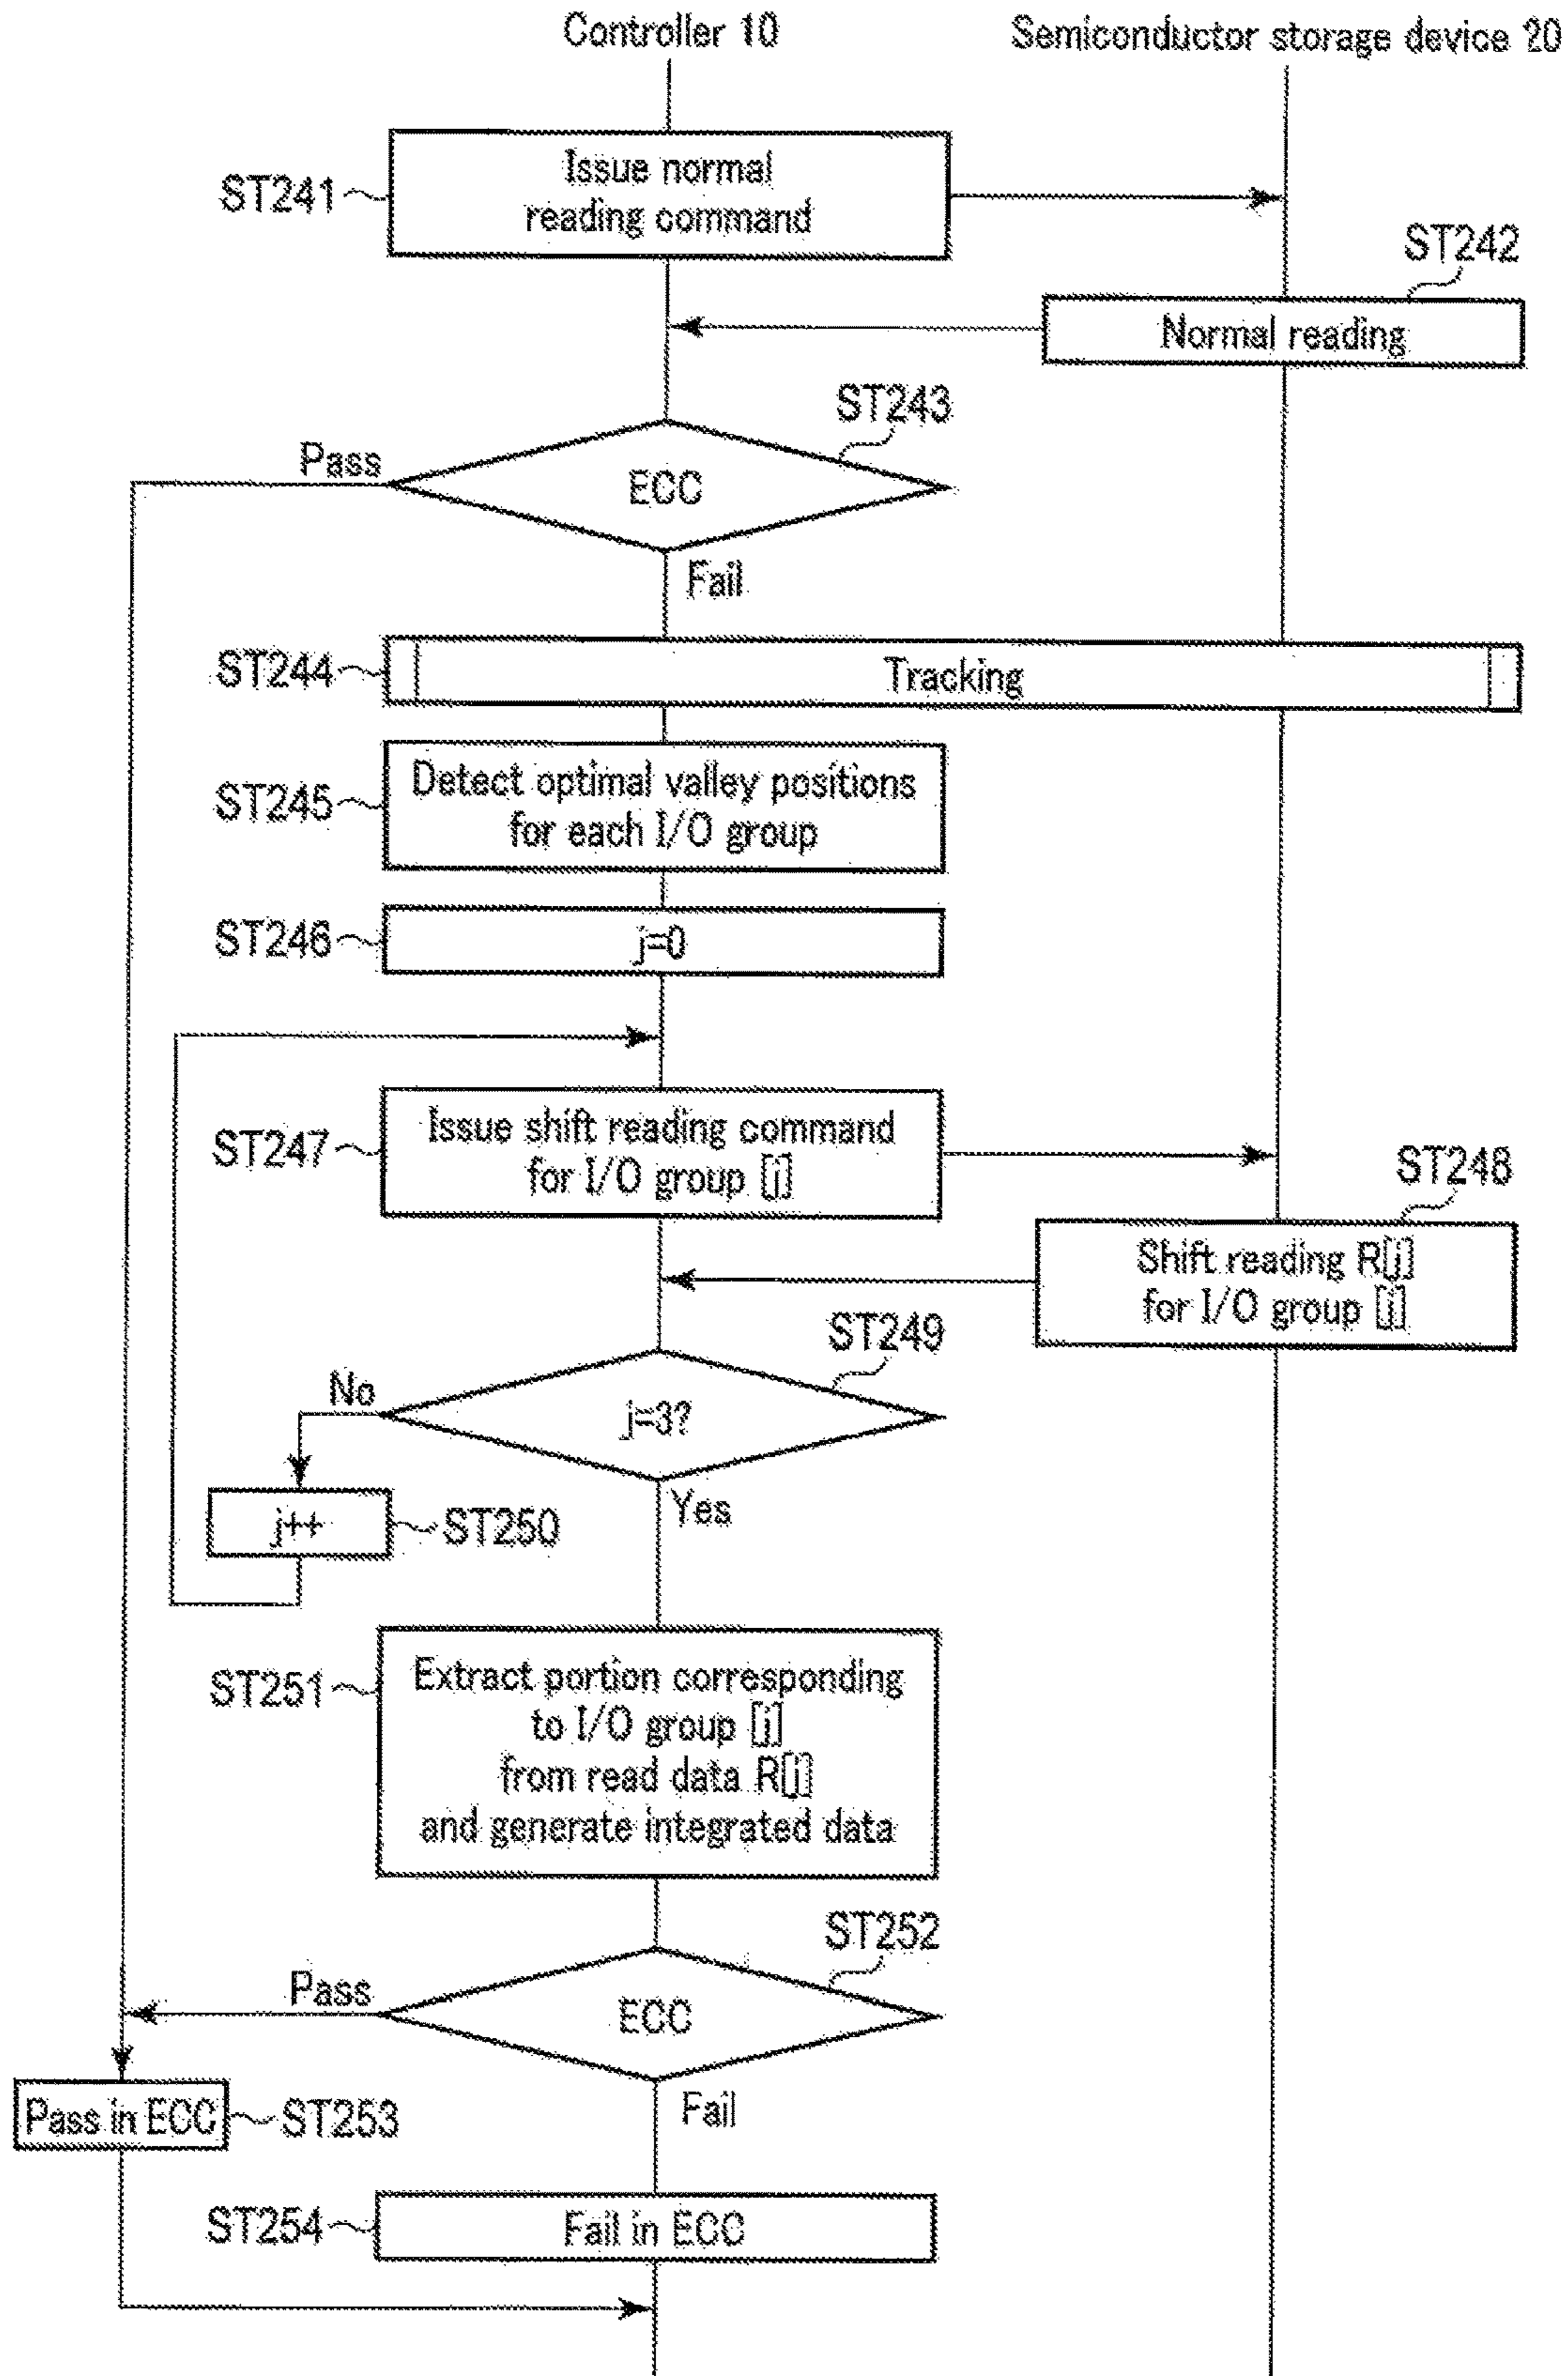 Controller 10
Semiconductor storage device 20
ST241
Issue normal
reading command
ST242
Normal reading
ST243
Pass
ECC
Fail
ST244
Tracking
ST245
Detect optimal valley positions
for each I/O group
ST246
j=0
ST247
Issue shift reading command
for I/O group [j]
ST248
Shift reading R[j]
for I/O group [j]
ST249
No
j=3?
Yes
j++
ST250
ST251
Extract portion corresponding
to I/O group [j]
from read data R[j]
and generate integrated data
ST252
Pass
ECC
Fail
Pass in ECC
ST253
ST254
Fail in ECC